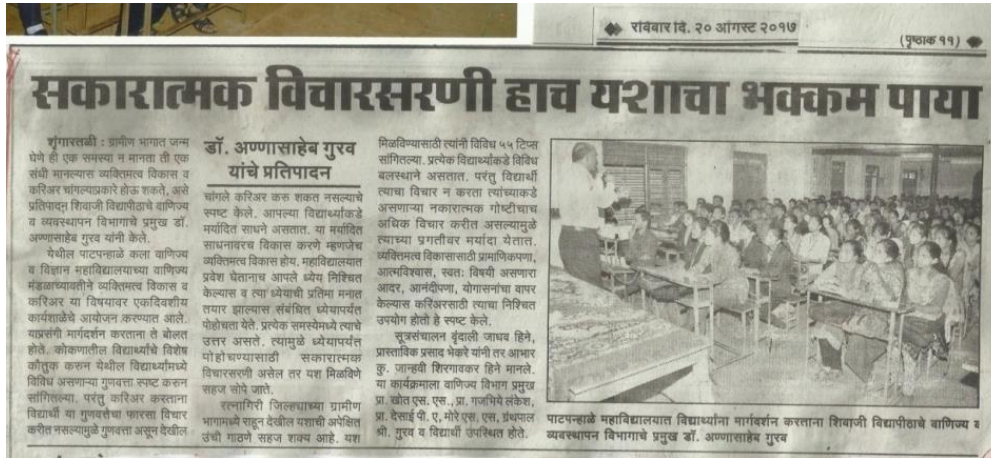 रविवार दि. २० ऑगस्ट २०१७
(पृष्ठांक ११)
सकारात्मक विचारसरणी हाच यशाचा भक्कम पाया
शृंगारतळी : ग्रामीण भागात जन्म
घेणे ही एक समस्या न मानता ती एक
संधी मानल्यास व्यक्तिमत्व विकास व
करिअर चांगल्याप्रकारे होऊ शकते, असे
प्रतिपादन शिवाजी विद्यापीठाचे वाणिज्य
व व्यवस्थापन विभागाचे प्रमुख डॉ.
अण्णासाहेब गुरव यांनी केले.
येथील पाटपन्हाळे कला वाणिज्य
व विज्ञान महाविद्यालयाच्या वाणिज्य
मंडळाच्यावतीने व्यक्तिमत्व विकास व
करिअर या विषयावर एकदिवशीय
कार्यशाळेचे आयोजन करण्यात आले.
याप्रसंगी मार्गदर्शन करताना ते बोलत
होते. कोकणातील विद्यार्थ्यांचे विशेष
कौतुक करुन येथील विद्यार्थ्यांमध्ये
विविध असणाऱ्या गुणवत्ता स्पष्ट करुन
सांगितल्या. परंतु करिअर करताना
विद्यार्थी या गुणवत्तेचा फारसा विचार
करीत नसल्यामुळे गुणवत्ता असून देखील
डॉ. अण्णासाहेब गुरव
यांचे प्रतिपादन
चांगले करिअर करु शकत नसल्याचे
स्पष्ट केले. आपल्या विद्यार्थ्यांकडे
मर्यादित साधने असतात. या मर्यादित
साधनावरच विकास करणे म्हणजेच
व्यक्तिमत्व विकास होय. महाविद्यालयात
प्रवेश घेतानाच आपले ध्येय निश्चित
केल्यास व त्या ध्येयाची प्रतिमा मनात
तयार झाल्यास संबंधित ध्येयापर्यंत
पोहोचता येते. प्रत्येक समस्येमध्ये त्याचे
उत्तर असते. त्यामुळे ध्येयापर्यंत
पोहोचण्यासाठी सकारात्मक
विचारसरणी असेल तर यश मिळविणे
सहज सोपे जाते.
रत्नागिरी जिल्ह्याच्या ग्रामीण
भागामध्ये राहून देखील यशाची अपेक्षित
उंची गाठणे सहज शक्य आहे. यश
मिळविण्यासाठी त्यांनी विविध ५५ टिप्स
सांगितल्या. प्रत्येक विद्यार्थ्यांकडे विविध
बलस्थाने असतात. परंतु विद्यार्थी
त्याचा विचार न करता त्यांच्याकडे
असणाऱ्या नकारात्मक गोष्टीचाच
अधिक विचार करीत असल्यामुळे
त्याच्या प्रगतीवर मर्यादा येतात.
व्यक्तिमत्व विकासासाठी प्रामाणिकपणा,
आत्मविश्वास, स्वतः विषयी असणारा
आदर, आनंदीपणा, योगासनांचा वापर
केल्यास करिअरसाठी त्याचा निश्चित
उपयोग होतो हे स्पष्ट केले.
सूत्रसंचालन वृंदाली जाधव हिने,
प्रास्ताविक प्रसाद भेकरे यांनी तर आभार
कु. जान्हवी शिरगावकर हिने मानले.
या कार्यक्रमाला वाणिज्य विभाग प्रमुख
प्रा. खोत एस. एस., प्रा. गजभिये लंकेश,
प्रा. देसाई पी. ए, मोरे एस. एस, ग्रंथपाल
श्री. गुरव व विद्यार्थी उपस्थित होते.
पाटपन्हाळे महाविद्यालयात विद्यार्थ्यांना मार्गदर्शन करताना शिवाजी विद्यापीठाचे वाणिज्य व
व्यवस्थापन विभागाचे प्रमुख डॉ. अण्णासाहेब गुरव